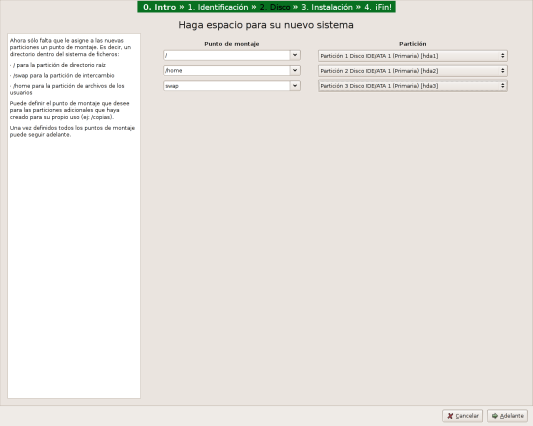 0. Intro » 1. Identificación » 2. Disco » 3. Instalación » 4. ¡Fin!
Haga espacio para su nuevo sistema
Ahora sólo falta que le asigne a las nuevas
particiones un punto de montaje. Es decir, un
directorio dentro del sistema de ficheros:
- / para la partición de directorio raíz
- /swap para la partición de intercambio
- /home para la partición de archivos de los
usuarios
Puede definir el punto de montaje que desee
para las particiones adicionales que haya
creado para su propio uso (ej: /copias).
Una vez definidos todos los puntos de montaje
puede seguir adelante.
Punto de montaje Partición
/ Partición 1 Disco IDE/ATA 1 (Primaria) [hda1]
/home Partición 2 Disco IDE/ATA 1 (Primaria) [hda2]
swap Partición 3 Disco IDE/ATA 1 (Primaria) [hda3]
Cancelar Adelante